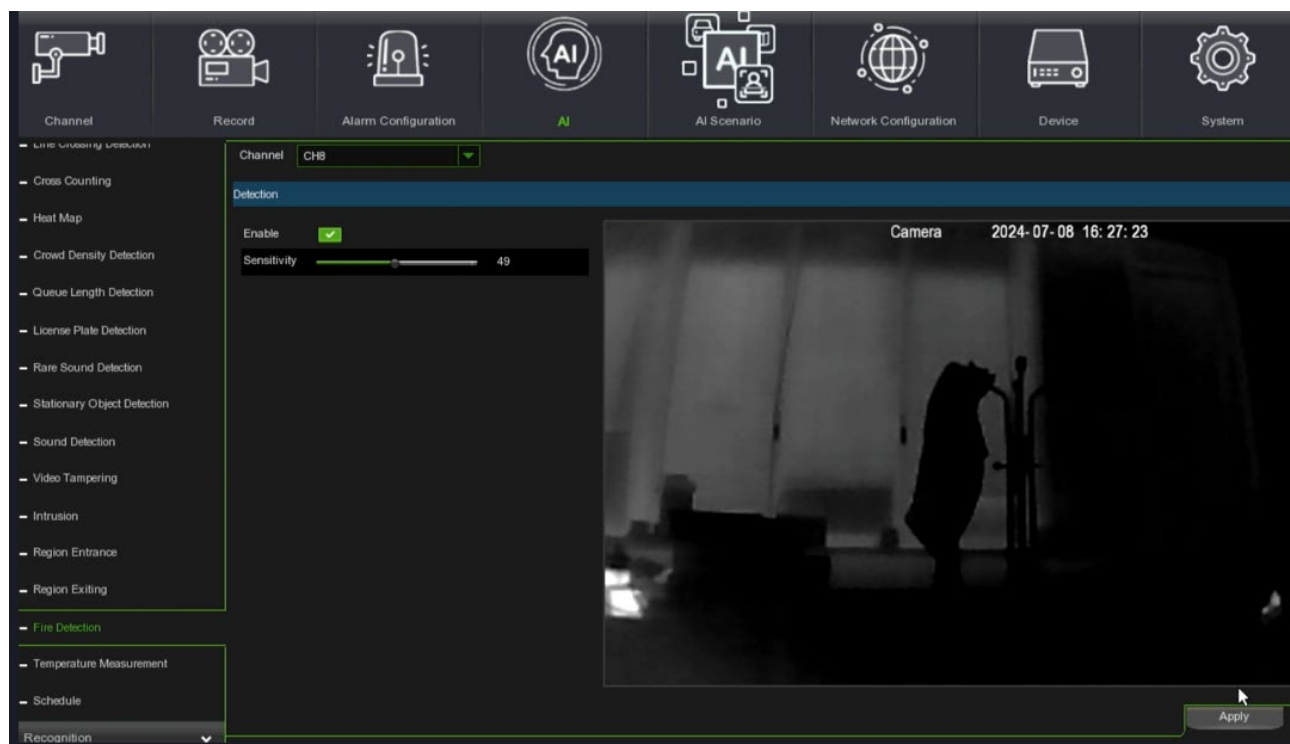 Channel
Record
Alarm Configuration
AI
AI Scenario
Network Configuration
Device
System
Line Crossing Detection
Cross Counting
Heat Map
Crowd Density Detection
Queue Length Detection
License Plate Detection
Rare Sound Detection
Stationary Object Detection
Sound Detection
Video Tampering
Intrusion
Region Entrance
Region Exiting
Fire Detection
Temperature Measurement
Schedule
Recognition
Channel CH8
Detection
Enable
Sensitivity 49
Camera 2024-07-08 16:27:23
Apply